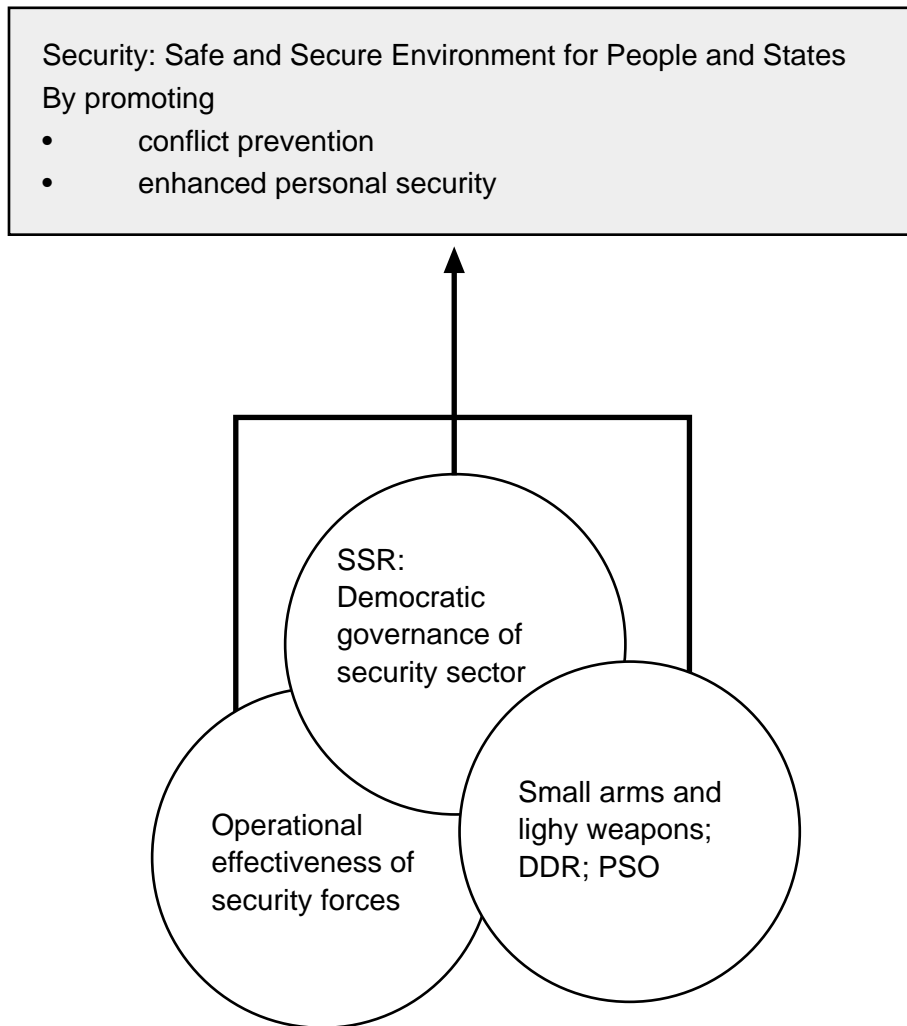 Security: Safe and Secure Environment for People and States
By promoting
• conflict prevention
• enhanced personal security
SSR:
Democratic
governance of
security sector
Operational
effectiveness of
security forces
Small arms and
lighy weapons;
DDR; PSO